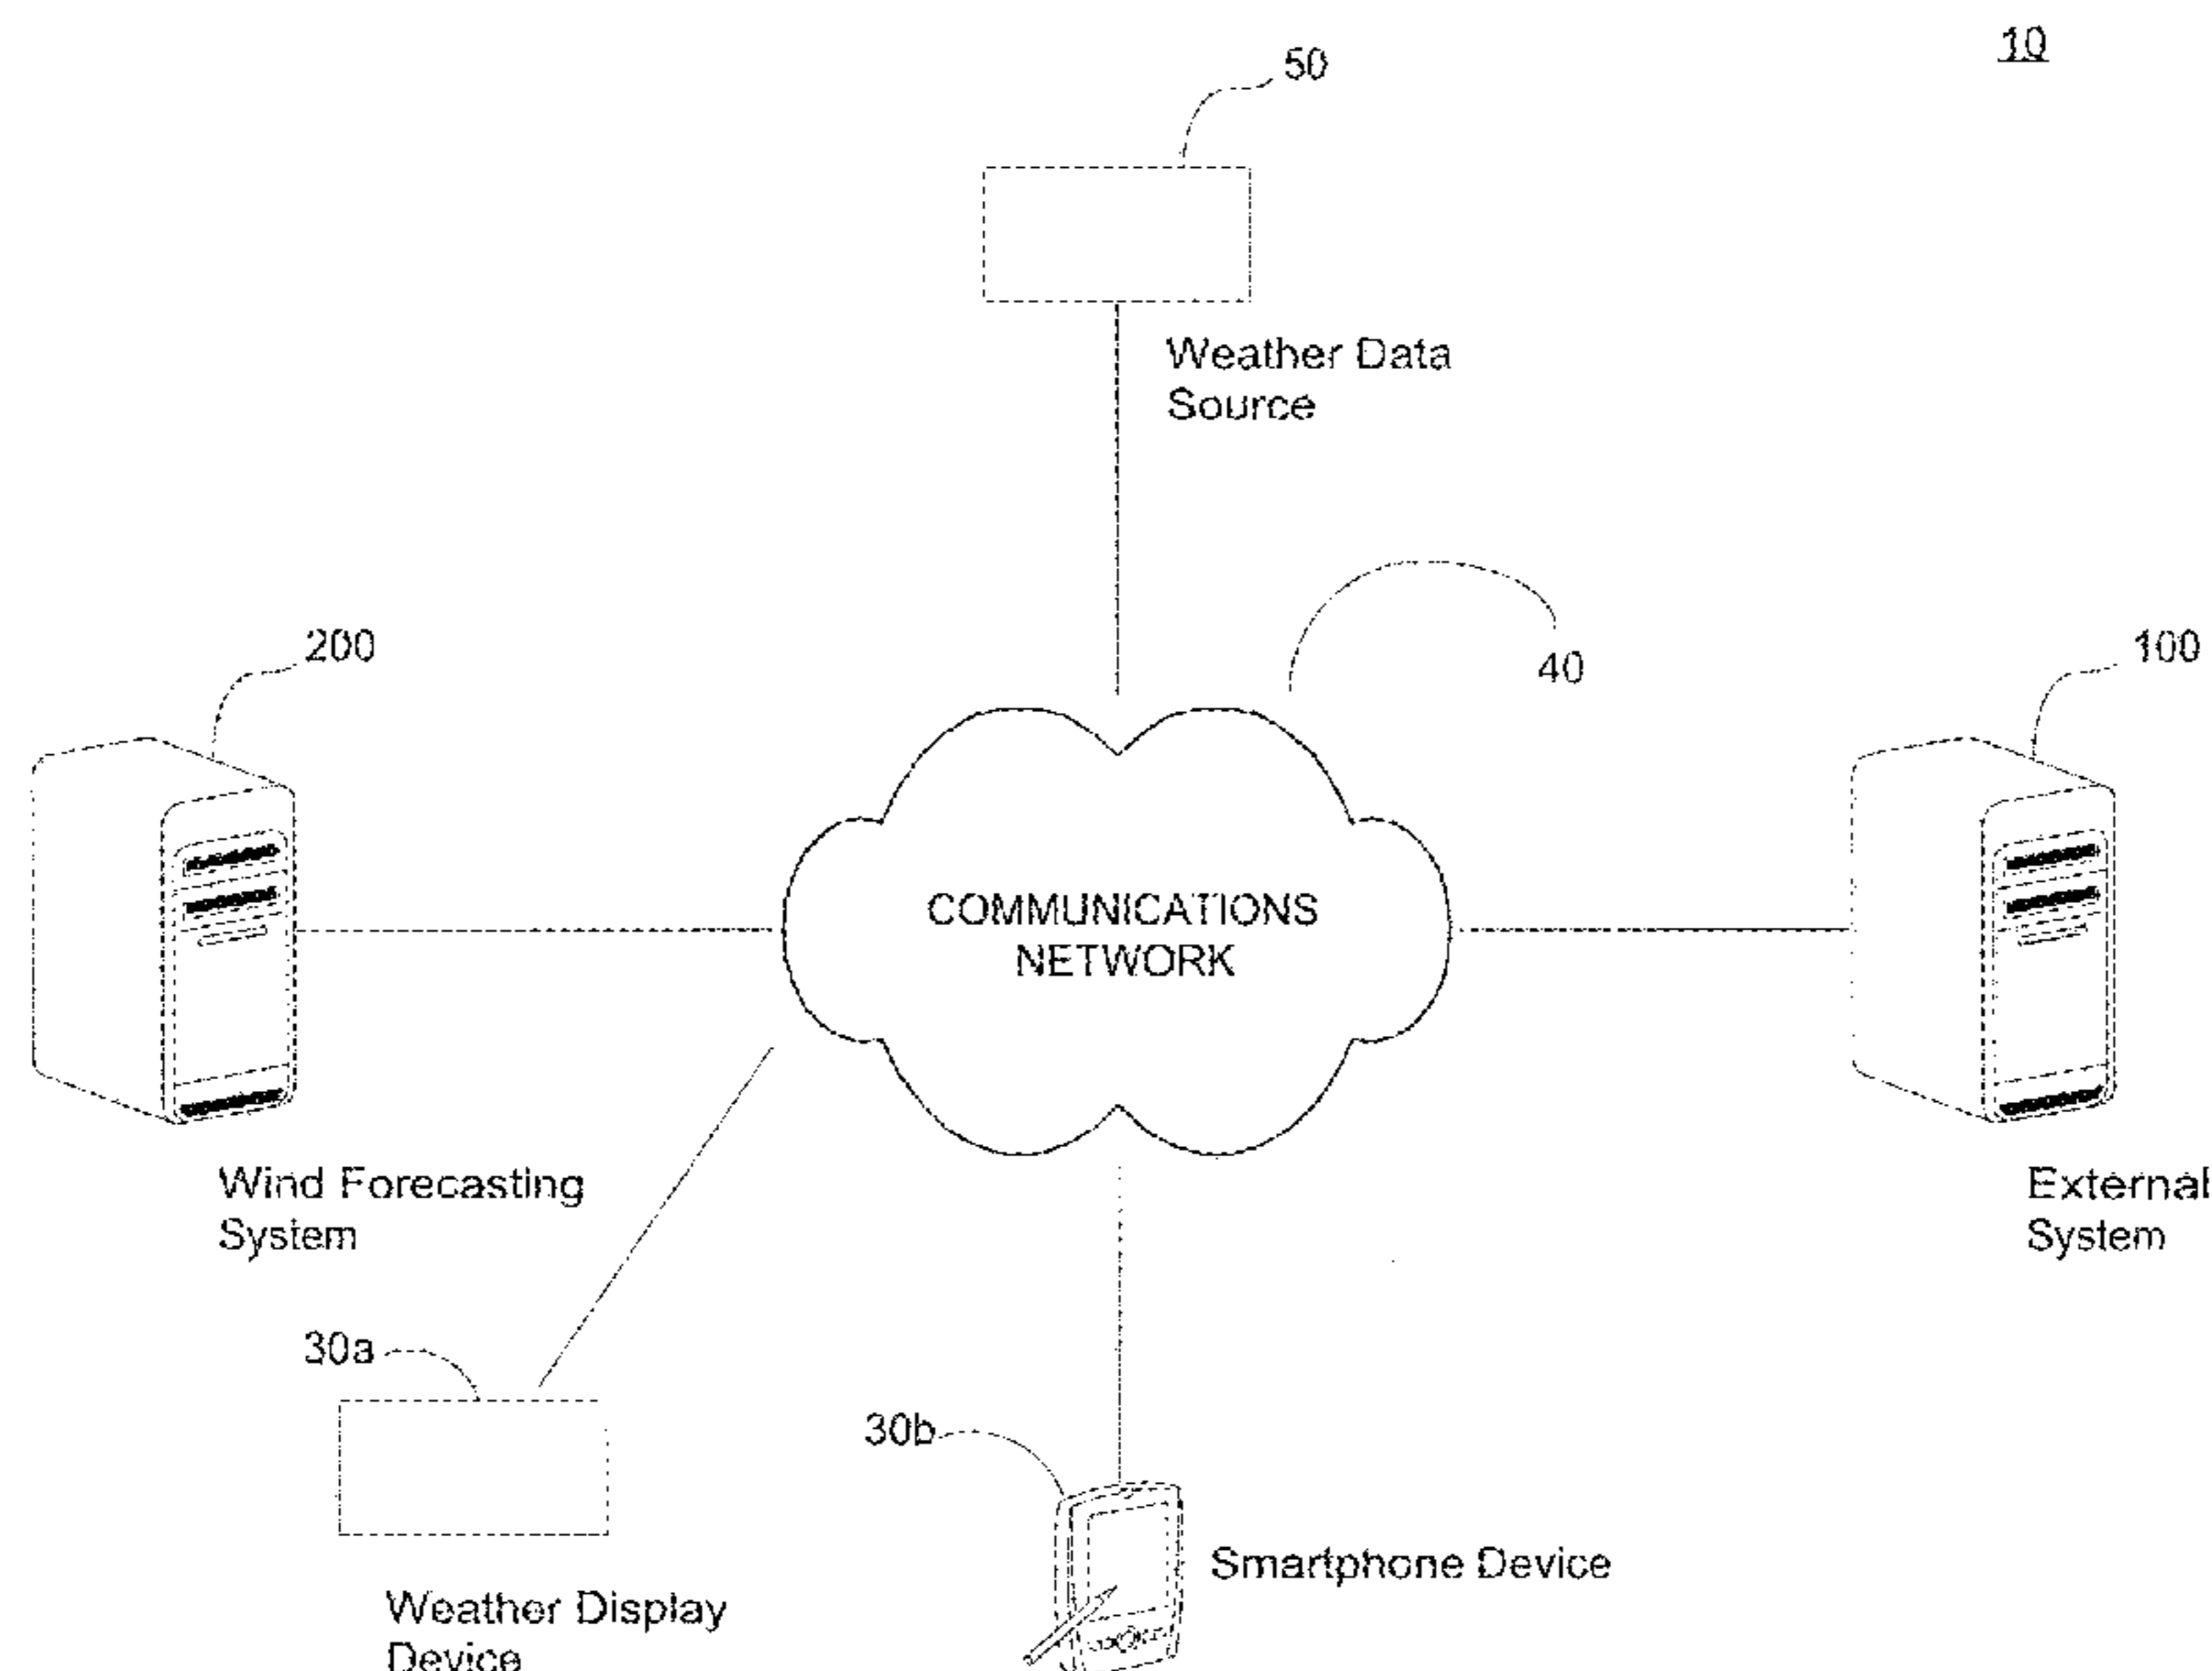 10
50
Weather Data
Source
200
40
100
COMMUNICATIONS
NETWORK
Wind Forecasting
System
External
System
30a
30b
Smartphone Device
Weather Display
Device